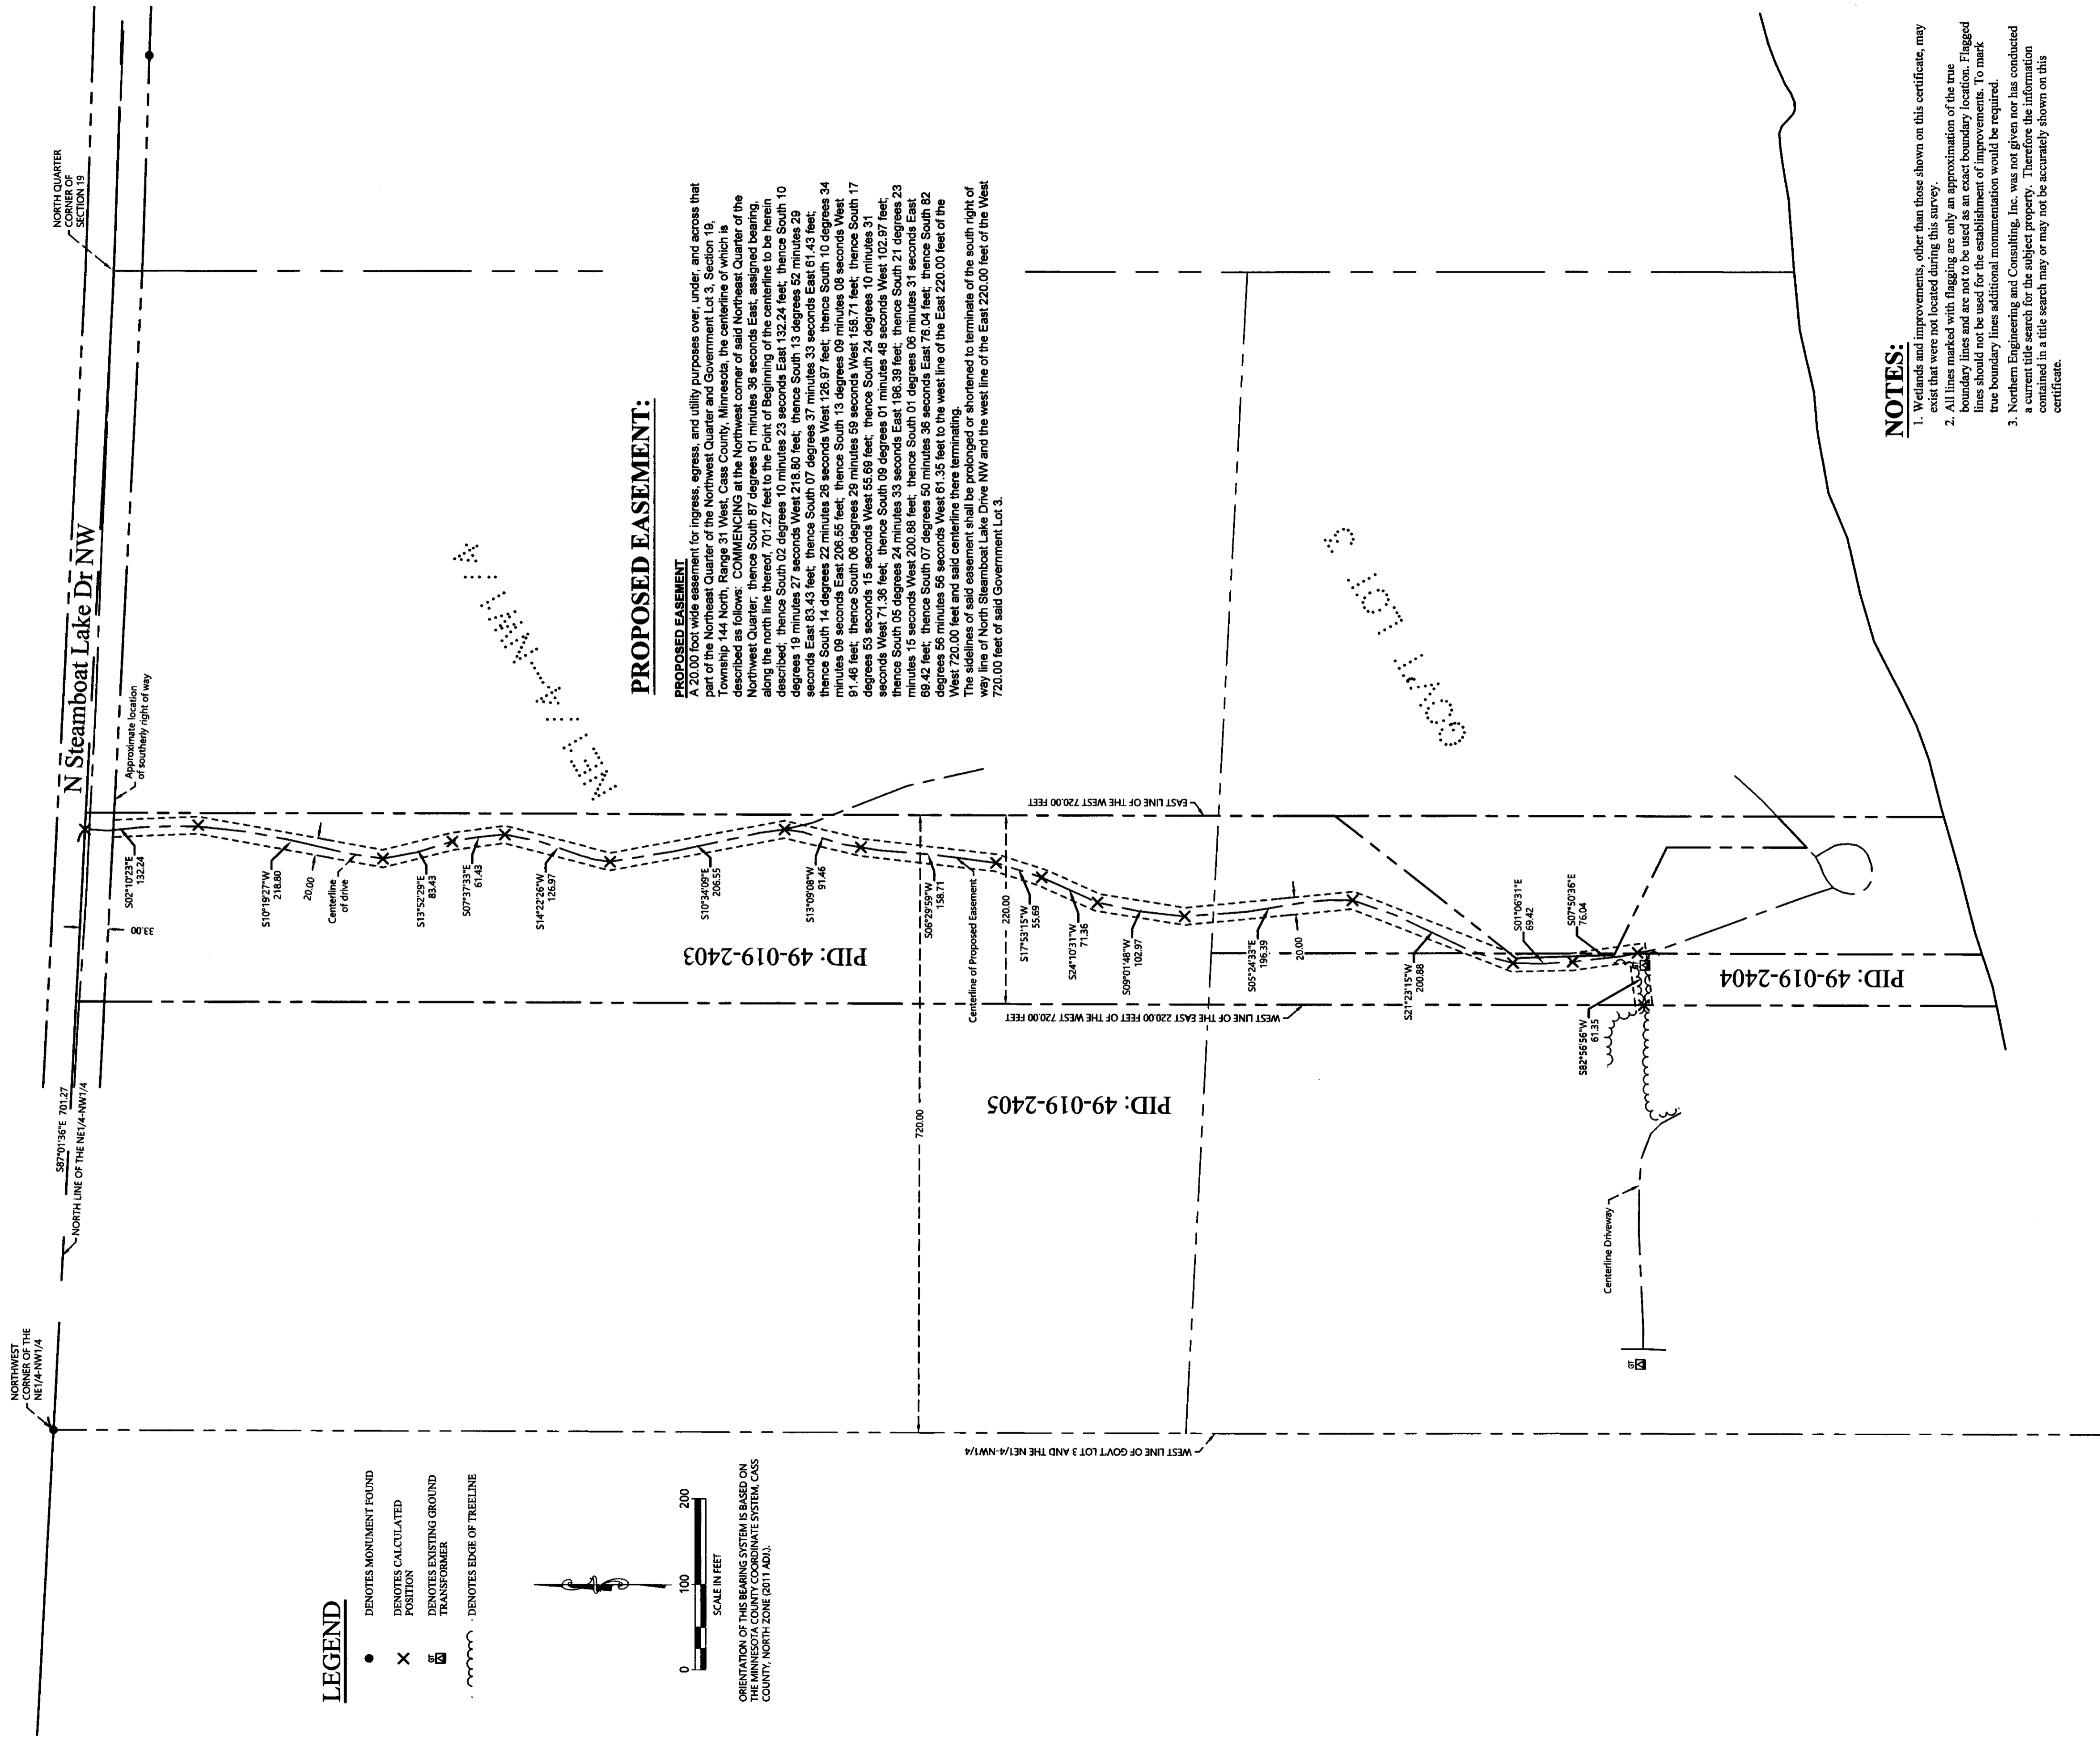 NORTHWEST
CORNER OF THE
NE1/4-NW1/4
S87°01'36"E 701.27
NORTH LINE OF THE NE1/4-NW1/4
N Steamboat Lake Dr NW
NORTH QUARTER
CORNER OF
SECTION 19
Approximate location
of southerly right of way
33.00
S02°10'23"E
132.24
S10°19'27"W
218.80
20.00
Centerline
of drive
S13°52'29"E
83.43
S07°37'33"E
61.43
S14°22'26"W
126.97
S10°34'09"E
206.55
S13°09'08"W
91.46
S06°29'59"W
158.71
Centerline of Proposed Easement
220.00
S17°53'15"W
55.69
S24°10'31"W
71.36
S09°01'48"W
102.97
S05°24'33"E
196.39
20.00
S21°23'15"W
200.88
S01°06'31"E
69.42
S07°50'36"E
76.04
S82°56'56"W
61.35
GT
Centerline Driveway
GT
720.00
EAST LINE OF THE WEST 720.00 FEET
WEST LINE OF THE EAST 220.00 FEET OF THE WEST 720.00 FEET
WEST LINE OF GOVT LOT 3 AND THE NE1/4-NW1/4
PID: 49-019-2403
PID: 49-019-2405
PID: 49-019-2404
NE1/4-NW1/4
GOVT LOT 3
LEGEND
DENOTES MONUMENT FOUND
DENOTES CALCULATED
POSITION
GT
DENOTES EXISTING GROUND
TRANSFORMER
DENOTES EDGE OF TREELINE
0 100 200
SCALE IN FEET
ORIENTATION OF THIS BEARING SYSTEM IS BASED ON
THE MINNESOTA COUNTY COORDINATE SYSTEM, CASS
COUNTY, NORTH ZONE (2011 ADJ.).
PROPOSED EASEMENT:
PROPOSED EASEMENT
A 20.00 foot wide easement for ingress, egress, and utility purposes over, under, and across that
part of the Northeast Quarter of the Northwest Quarter and Government Lot 3, Section 19,
Township 144 North, Range 31 West, Cass County, Minnesota, the centerline of which is
described as follows: COMMENCING at the Northwest corner of said Northeast Quarter of the
Northwest Quarter; thence South 87 degrees 01 minutes 36 seconds East, assigned bearing,
along the north line thereof, 701.27 feet to the Point of Beginning of the centerline to be herein
described; thence South 02 degrees 10 minutes 23 seconds East 132.24 feet; thence South 10
degrees 19 minutes 27 seconds West 218.80 feet; thence South 13 degrees 52 minutes 29
seconds East 83.43 feet; thence South 07 degrees 37 minutes 33 seconds East 61.43 feet;
thence South 14 degrees 22 minutes 26 seconds West 126.97 feet; thence South 10 degrees 34
minutes 09 seconds East 206.55 feet; thence South 13 degrees 09 minutes 08 seconds West
91.46 feet; thence South 06 degrees 29 minutes 59 seconds West 158.71 feet; thence South 17
degrees 53 seconds 15 seconds West 55.69 feet; thence South 24 degrees 10 minutes 31
seconds West 71.36 feet; thence South 09 degrees 01 minutes 48 seconds West 102.97 feet;
thence South 05 degrees 24 minutes 33 seconds East 196.39 feet; thence South 21 degrees 23
minutes 15 seconds West 200.88 feet; thence South 01 degrees 06 minutes 31 seconds East
69.42 feet; thence South 07 degrees 50 minutes 36 seconds East 76.04 feet; thence South 82
degrees 56 minutes 56 seconds West 61.35 feet to the west line of the East 220.00 feet of the
West 720.00 feet and said centerline there terminating.
The sidelines of said easement shall be prolonged or shortened to terminate of the south right of
way line of North Steamboat Lake Drive NW and the west line of the East 220.00 feet of the West
720.00 feet of said Government Lot 3.
NOTES:
1. Wetlands and improvements, other than those shown on this certificate, may
exist that were not located during this survey.
2. All lines marked with flagging are only an approximation of the true
boundary lines and are not to be used as an exact boundary location. Flagged
lines should not be used for the establishment of improvements. To mark
true boundary lines additional monumentation would be required.
3. Northern Engineering and Consulting, Inc. was not given nor has conducted
a current title search for the subject property. Therefore the information
contained in a title search may or may not be accurately shown on this
certificate.